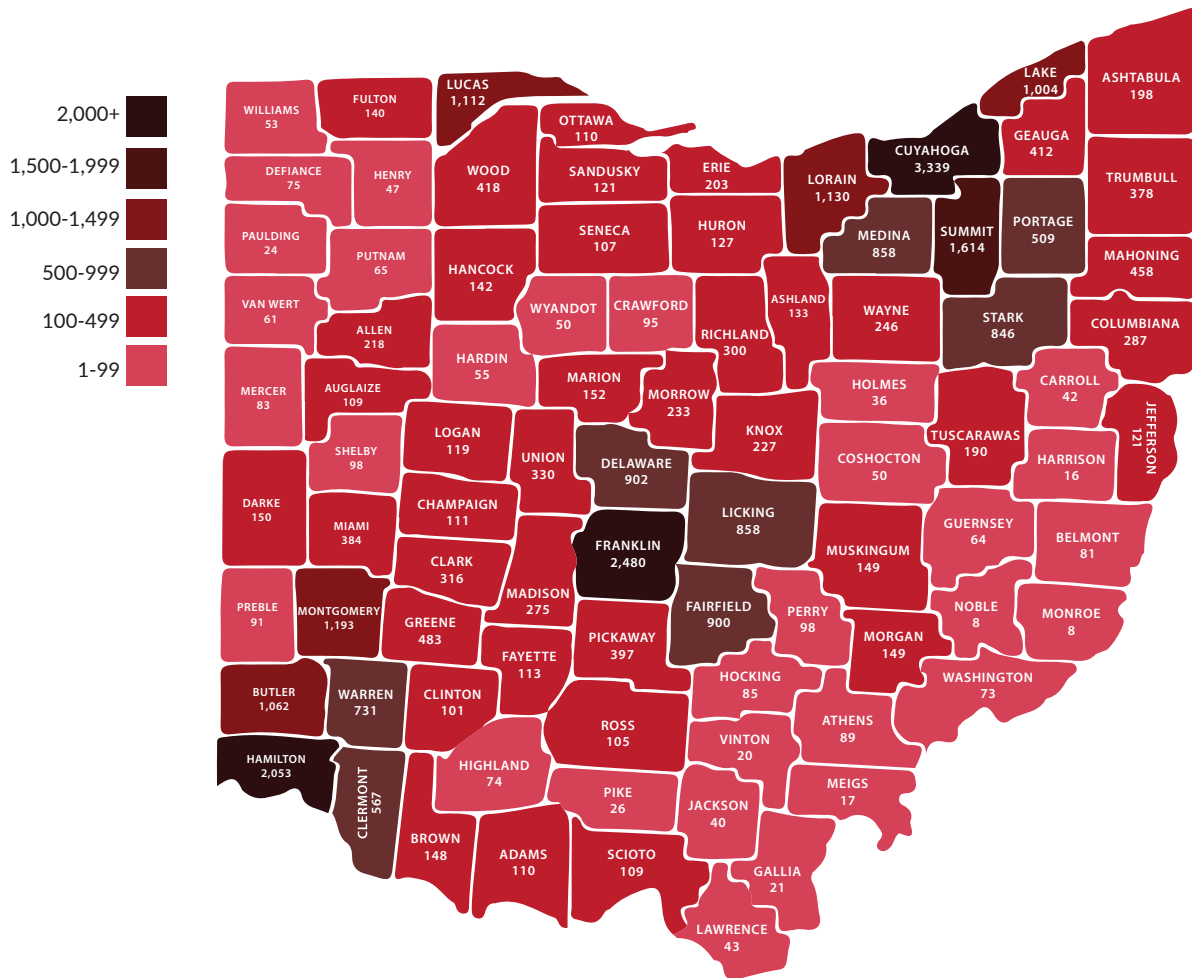 2,000+
1,500-1,999
1,000-1,499
500-999
100-499
1-99
WILLIAMS
53
FULTON
140
LUCAS
1,112
OTTAWA
110
LAKE
1,004
ASHTABULA
198
GEAUGA
412
CUYAHOGA
3,339
DEFIANCE
75
HENRY
47
WOOD
418
SANDUSKY
121
ERIE
203
LORAIN
1,130
TRUMBULL
378
PAULDING
24
PUTNAM
65
HANCOCK
142
SENECA
107
HURON
127
MEDINA
858
SUMMIT
1,614
PORTAGE
509
MAHONING
458
VAN WERT
61
ALLEN
218
WYANDOT
50
CRAWFORD
95
RICHLAND
300
ASHLAND
133
WAYNE
246
STARK
846
COLUMBIANA
287
MERCER
83
AUGLAIZE
109
HARDIN
55
MARION
152
MORROW
233
HOLMES
36
CARROLL
42
JEFFERSON
121
SHELBY
98
LOGAN
119
UNION
330
KNOX
227
COSHOCTON
50
TUSCARAWAS
190
HARRISON
16
DARKE
150
MIAMI
384
CHAMPAIGN
111
DELAWARE
902
LICKING
858
GUERNSEY
64
BELMONT
81
CLARK
316
FRANKLIN
2,480
MUSKINGUM
149
PREBLE
91
MONTGOMERY
1,193
GREENE
483
MADISON
275
FAIRFIELD
900
PERRY
98
NOBLE
8
MONROE
8
PICKAWAY
397
MORGAN
149
FAYETTE
113
BUTLER
1,062
WARREN
731
CLINTON
101
HOCKING
85
WASHINGTON
73
ROSS
105
ATHENS
89
VINTON
20
HAMILTON
2,053
CLERMONT
567
HIGHLAND
74
PIKE
26
JACKSON
40
MEIGS
17
BROWN
148
ADAMS
110
SCIOTO
109
GALLIA
21
LAWRENCE
43